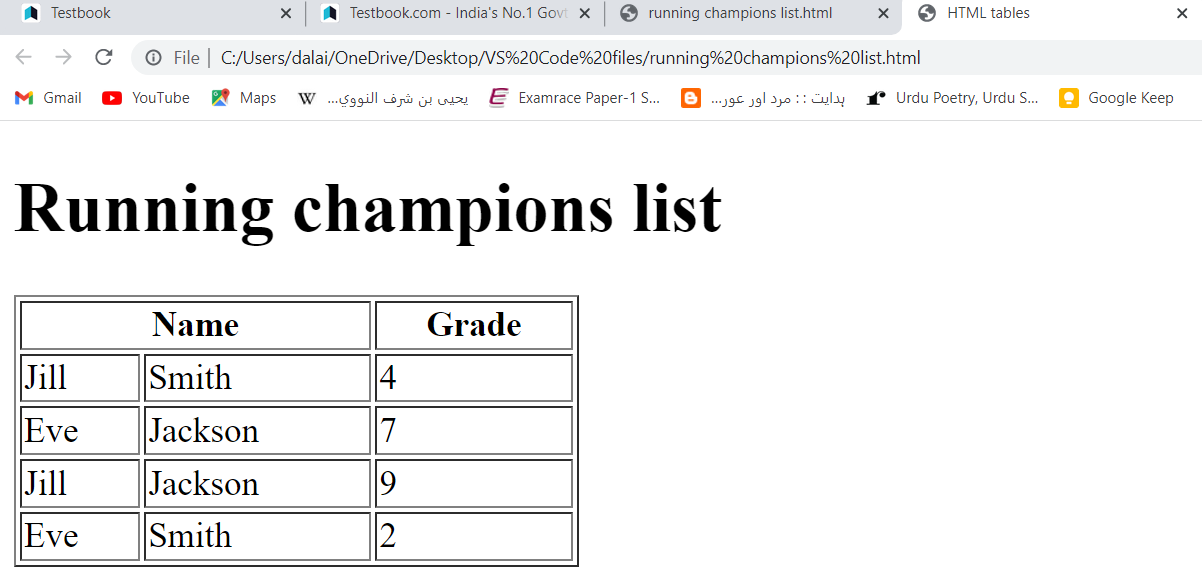 Testbook Testbook.com - India's No.1 Govt running champions list.html HTML tables
File C:/Users/dalai/OneDrive/Desktop/VS%20Code%20files/running%20champions%20list.html
Gmail YouTube Maps يحيى بن شرف النووي... Examrace Paper-1 S... ہدایت : : مرد اور عور... Urdu Poetry, Urdu S... Google Keep
Running champions list
Name Grade
Jill Smith 4
Eve Jackson 7
Jill Jackson 9
Eve Smith 2